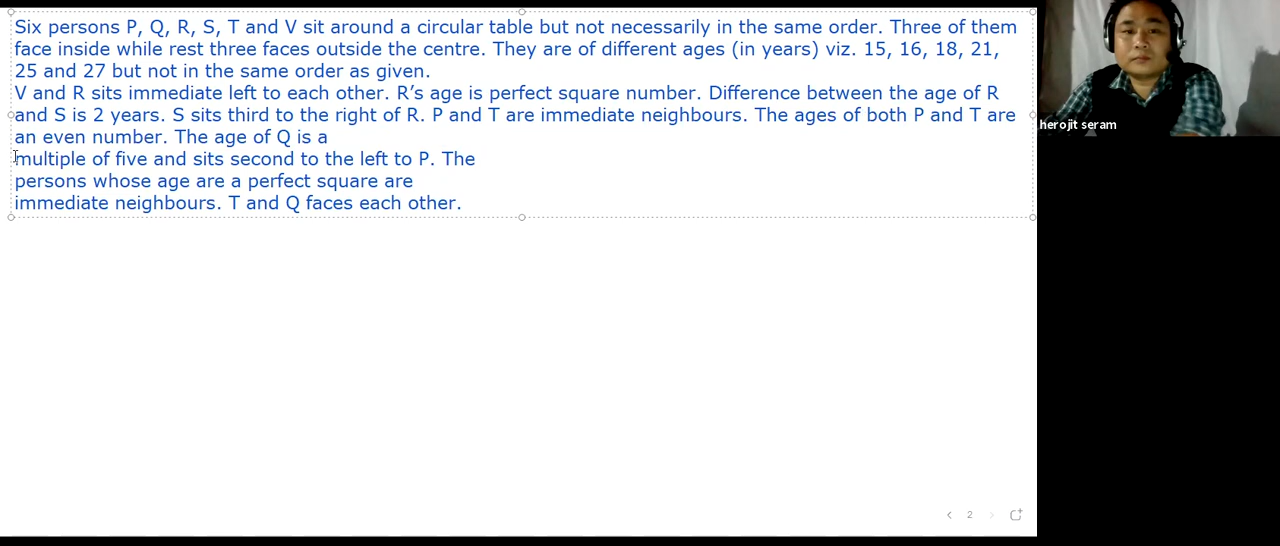 Six persons P, Q, R, S, T and V sit around a circular table but not necessarily in the same order. Three of them
face inside while rest three faces outside the centre. They are of different ages (in years) viz. 15, 16, 18, 21,
25 and 27 but not in the same order as given.
V and R sits immediate left to each other. R’s age is perfect square number. Difference between the age of R
and S is 2 years. S sits third to the right of R. P and T are immediate neighbours. The ages of both P and T are
an even number. The age of Q is a
multiple of five and sits second to the left to P. The
persons whose age are a perfect square are
immediate neighbours. T and Q faces each other.
herojit seram
2